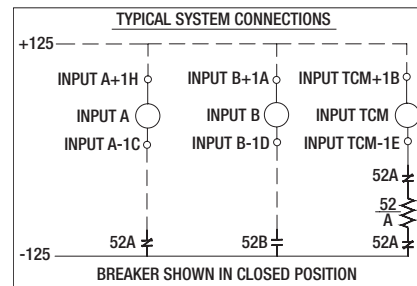 TYPICAL SYSTEM CONNECTIONS
+125
INPUT A+1H
INPUT B+1A
INPUT TCM+1B
INPUT A
INPUT B
INPUT TCM
INPUT A-1C
INPUT B-1D
INPUT TCM-1E
52A
52
A
52A
52B
52A
-125
BREAKER SHOWN IN CLOSED POSITION